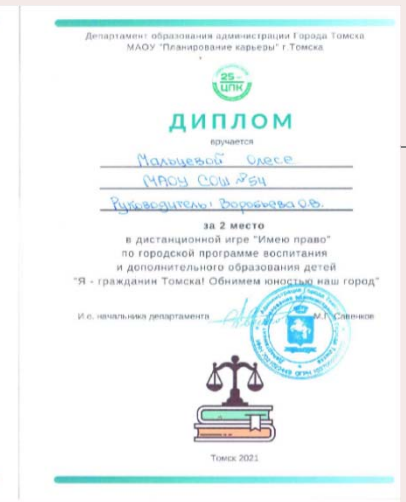 Департамент образования администрации Города Томска
МАОУ "Планирование карьеры" г.Томска
25
ЦПК
ДИПЛОМ
вручается
Мальцевой Олесе
МАОУ СОШ №54
Руководитель: Воробьева О.В.
за 2 место
в дистанционной игре "Имею право"
по городской программе воспитания
и дополнительного образования детей
"Я - гражданин Томска! Обнимем юностью наш город"
И.о. начальника департамента М.Г. Савенков
Томск 2021